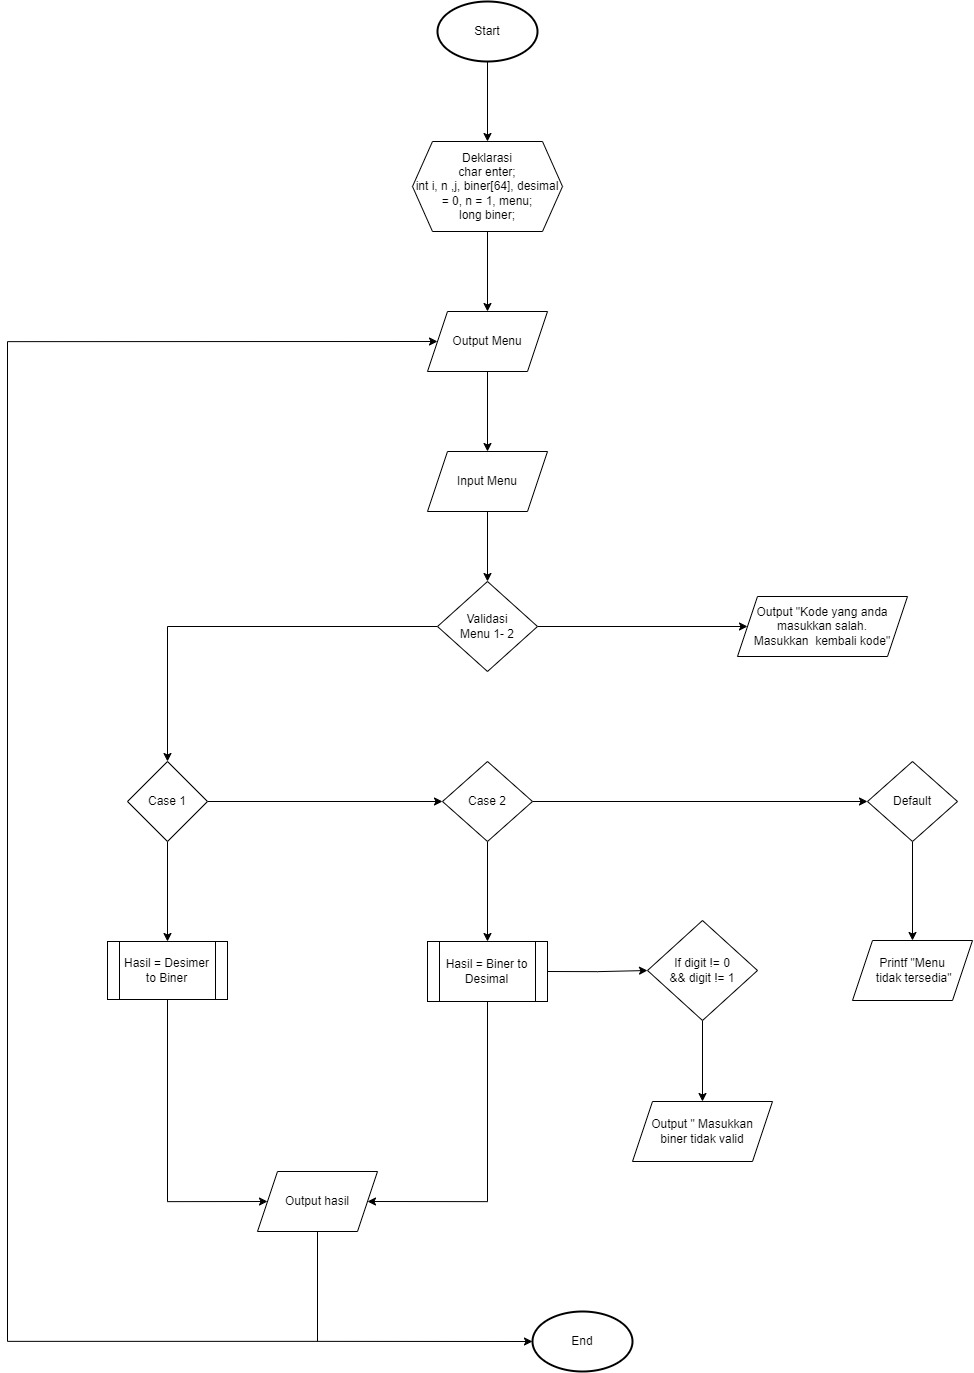 Start
Deklarasi
char enter;
int i, n ,j, biner[64], desimal
= 0, n = 1, menu;
long biner;
Output Menu
Input Menu
Validasi
Menu 1- 2
Output "Kode yang anda
masukkan salah.
Masukkan  kembali kode"
Case 1
Case 2
Default
Hasil = Desimer
to Biner
Hasil = Biner to
Desimal
If digit != 0
&& digit != 1
Printf "Menu
tidak tersedia"
Output " Masukkan
biner tidak valid
Output hasil
End